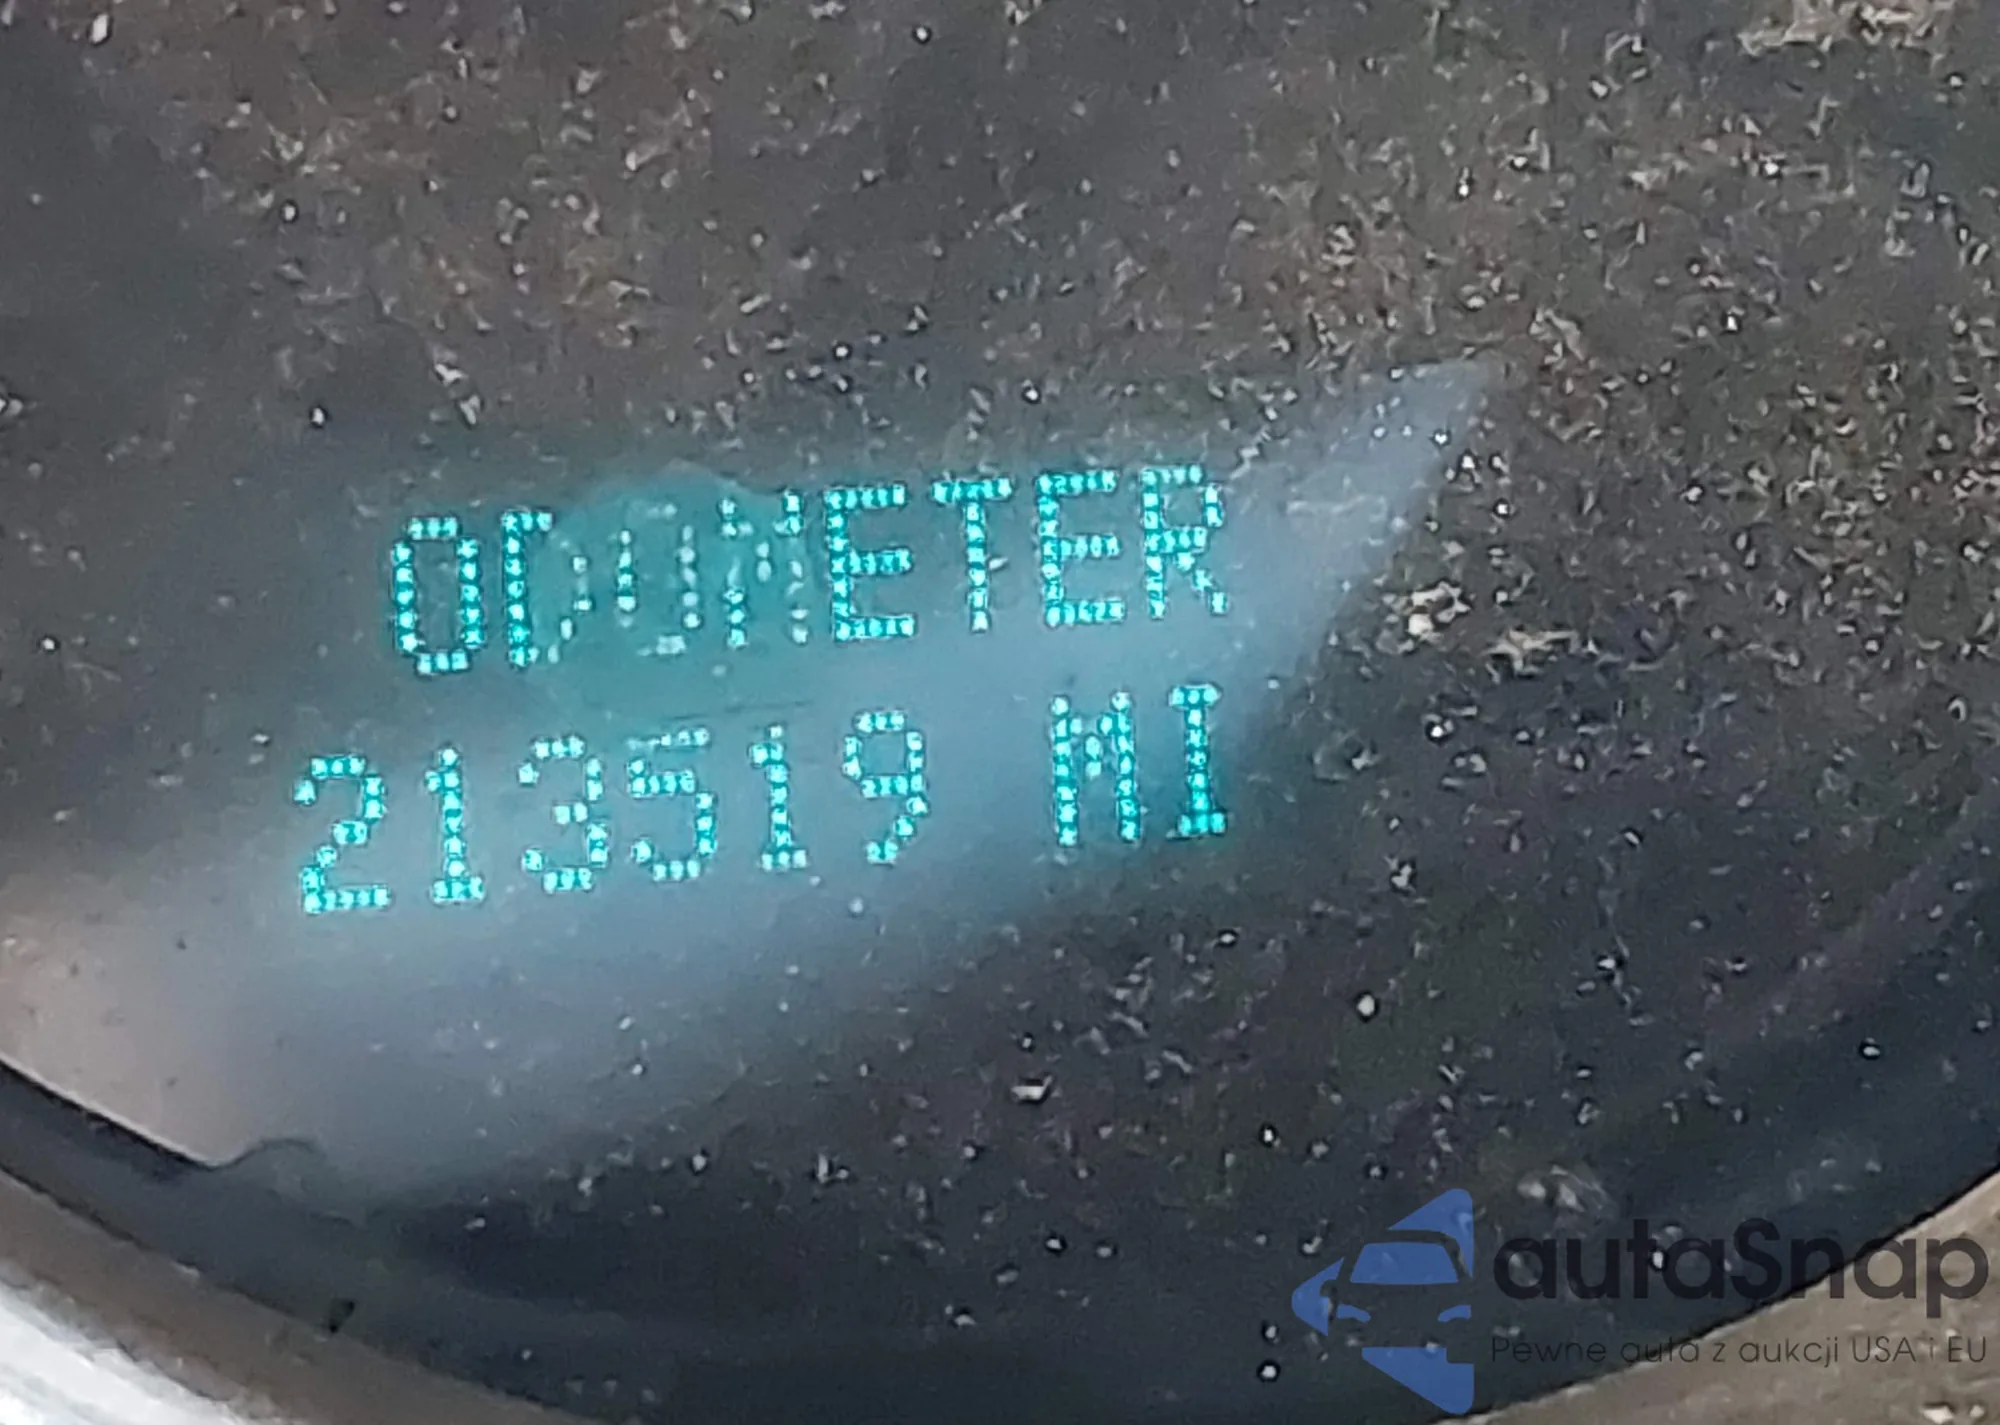 ODOMETER
213519 MI
autaSnap
Pewne auta z aukcji USA i EU